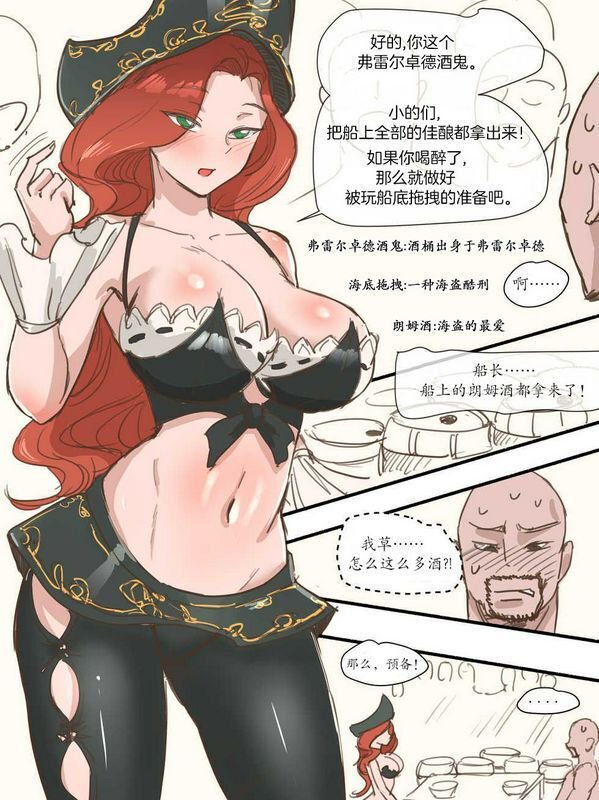 好的,你这个
弗雷尔卓德酒鬼。
小的们,
把船上全部的佳酿都拿出来!
如果你喝醉了,
那么就做好
被玩船底拖拽的准备吧。
弗雷尔卓德酒鬼:酒桶出身于弗雷尔卓德
海底拖拽:一种海盗酷刑
啊……
朗姆酒:海盗的最爱
船长……
船上的朗姆酒都拿来了!
我草……
怎么这么多酒?!
那么，预备!
....